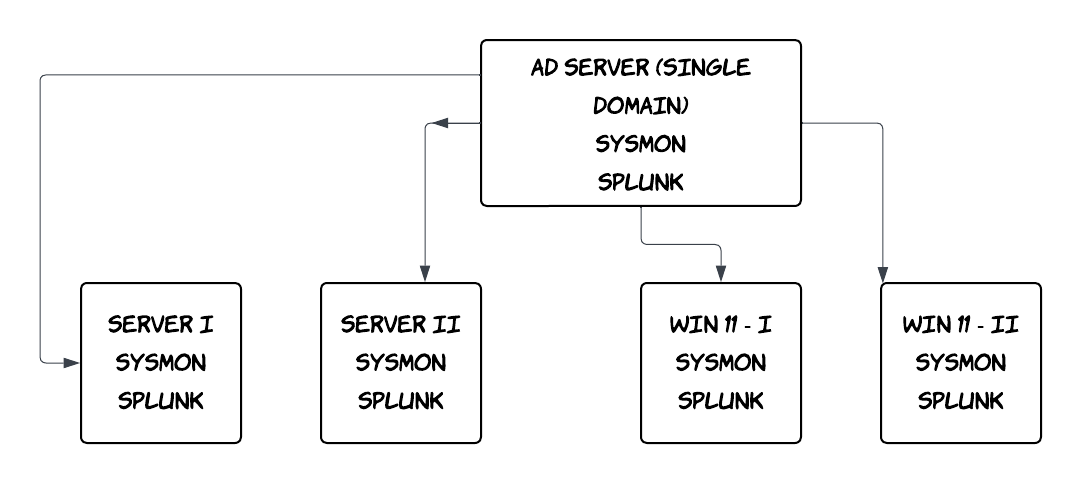 AD SERVER (SINGLE
DOMAIN)
SYSMON
SPLUNK
SERVER I
SYSMON
SPLUNK
SERVER II
SYSMON
SPLUNK
WIN 11 - I
SYSMON
SPLUNK
WIN 11 - II
SYSMON
SPLUNK